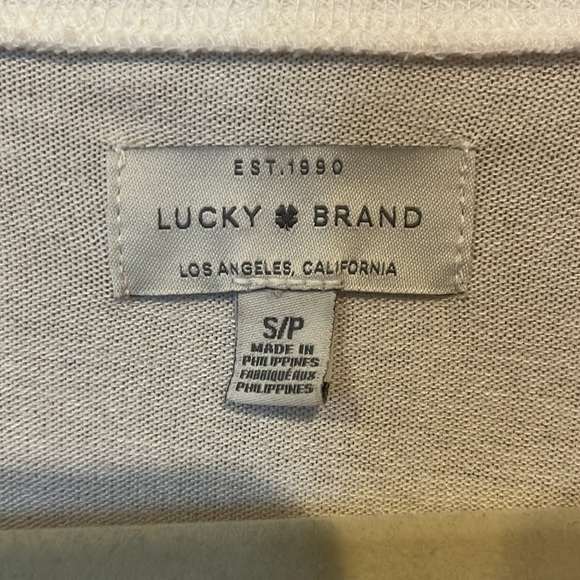 EST.1990
LUCKY BRAND
LOS ANGELES, CALIFORNIA
S/P
MADE IN
PHILIPPINES
FABRIQUÉ AUX
PHILIPPINES